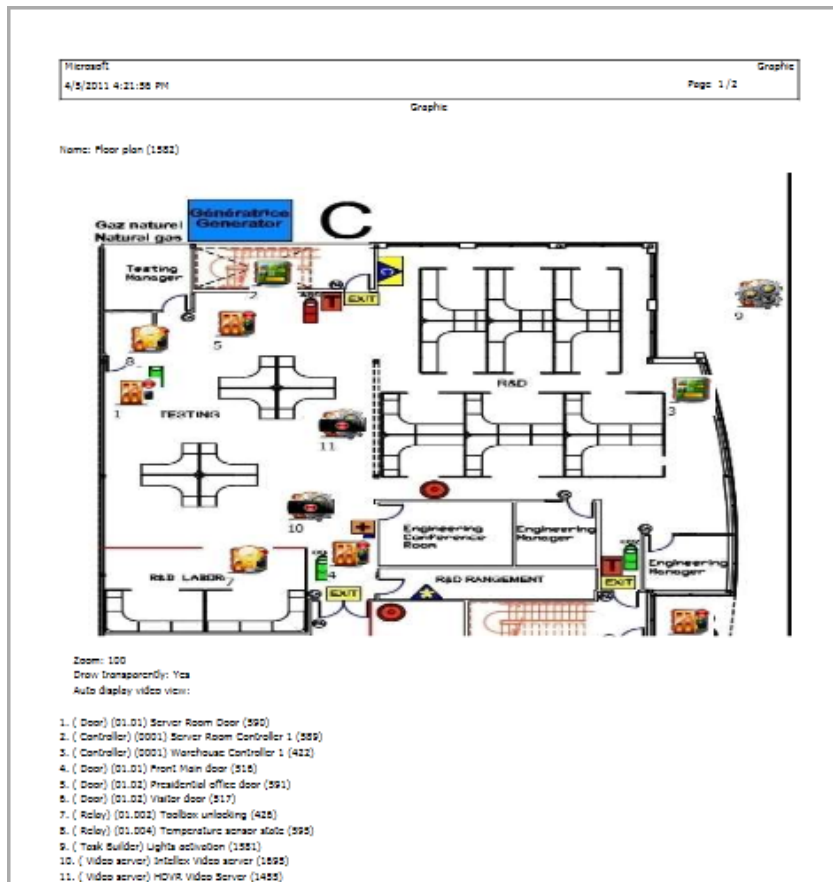 Microsoft Graphic
4/5/2011 4:21:56 PM Page 1/2
Graphic
Name: Floor plan (1582)
Génératrice
Generator
C
Gaz naturel
Natural gas
Testing
Manager
2
EXIT
9
5
8
R&D
3
1
TESTING
11
10
Engineering
Conference
Room
Engineering
Manager
Engineering
Manager
R&D LABOR
7
4
R&D RANGEMENT
EXIT
EXIT
T
T
Zoom: 100
Draw transparently: Yes
Auto display video view:
1. ( Door) (01.01) Server Room Door (590)
2. ( Controller) (0001) Server Room Controller 1 (589)
3. ( Controller) (0001) Warehouse Controller 1 (422)
4. ( Door) (01.01) Front Main door (516)
5. ( Door) (01.02) Presidential office door (591)
6. ( Door) (01.02) Visitor door (517)
7. ( Relay) (01.002) Toolbox unlocking (426)
8. ( Relay) (01.004) Temperature sensor state (595)
9. ( Task Builder) Lights activation (1581)
10. ( Video server) Intellex Video server (1695)
11. ( Video server) HDVR Video Server (1455)